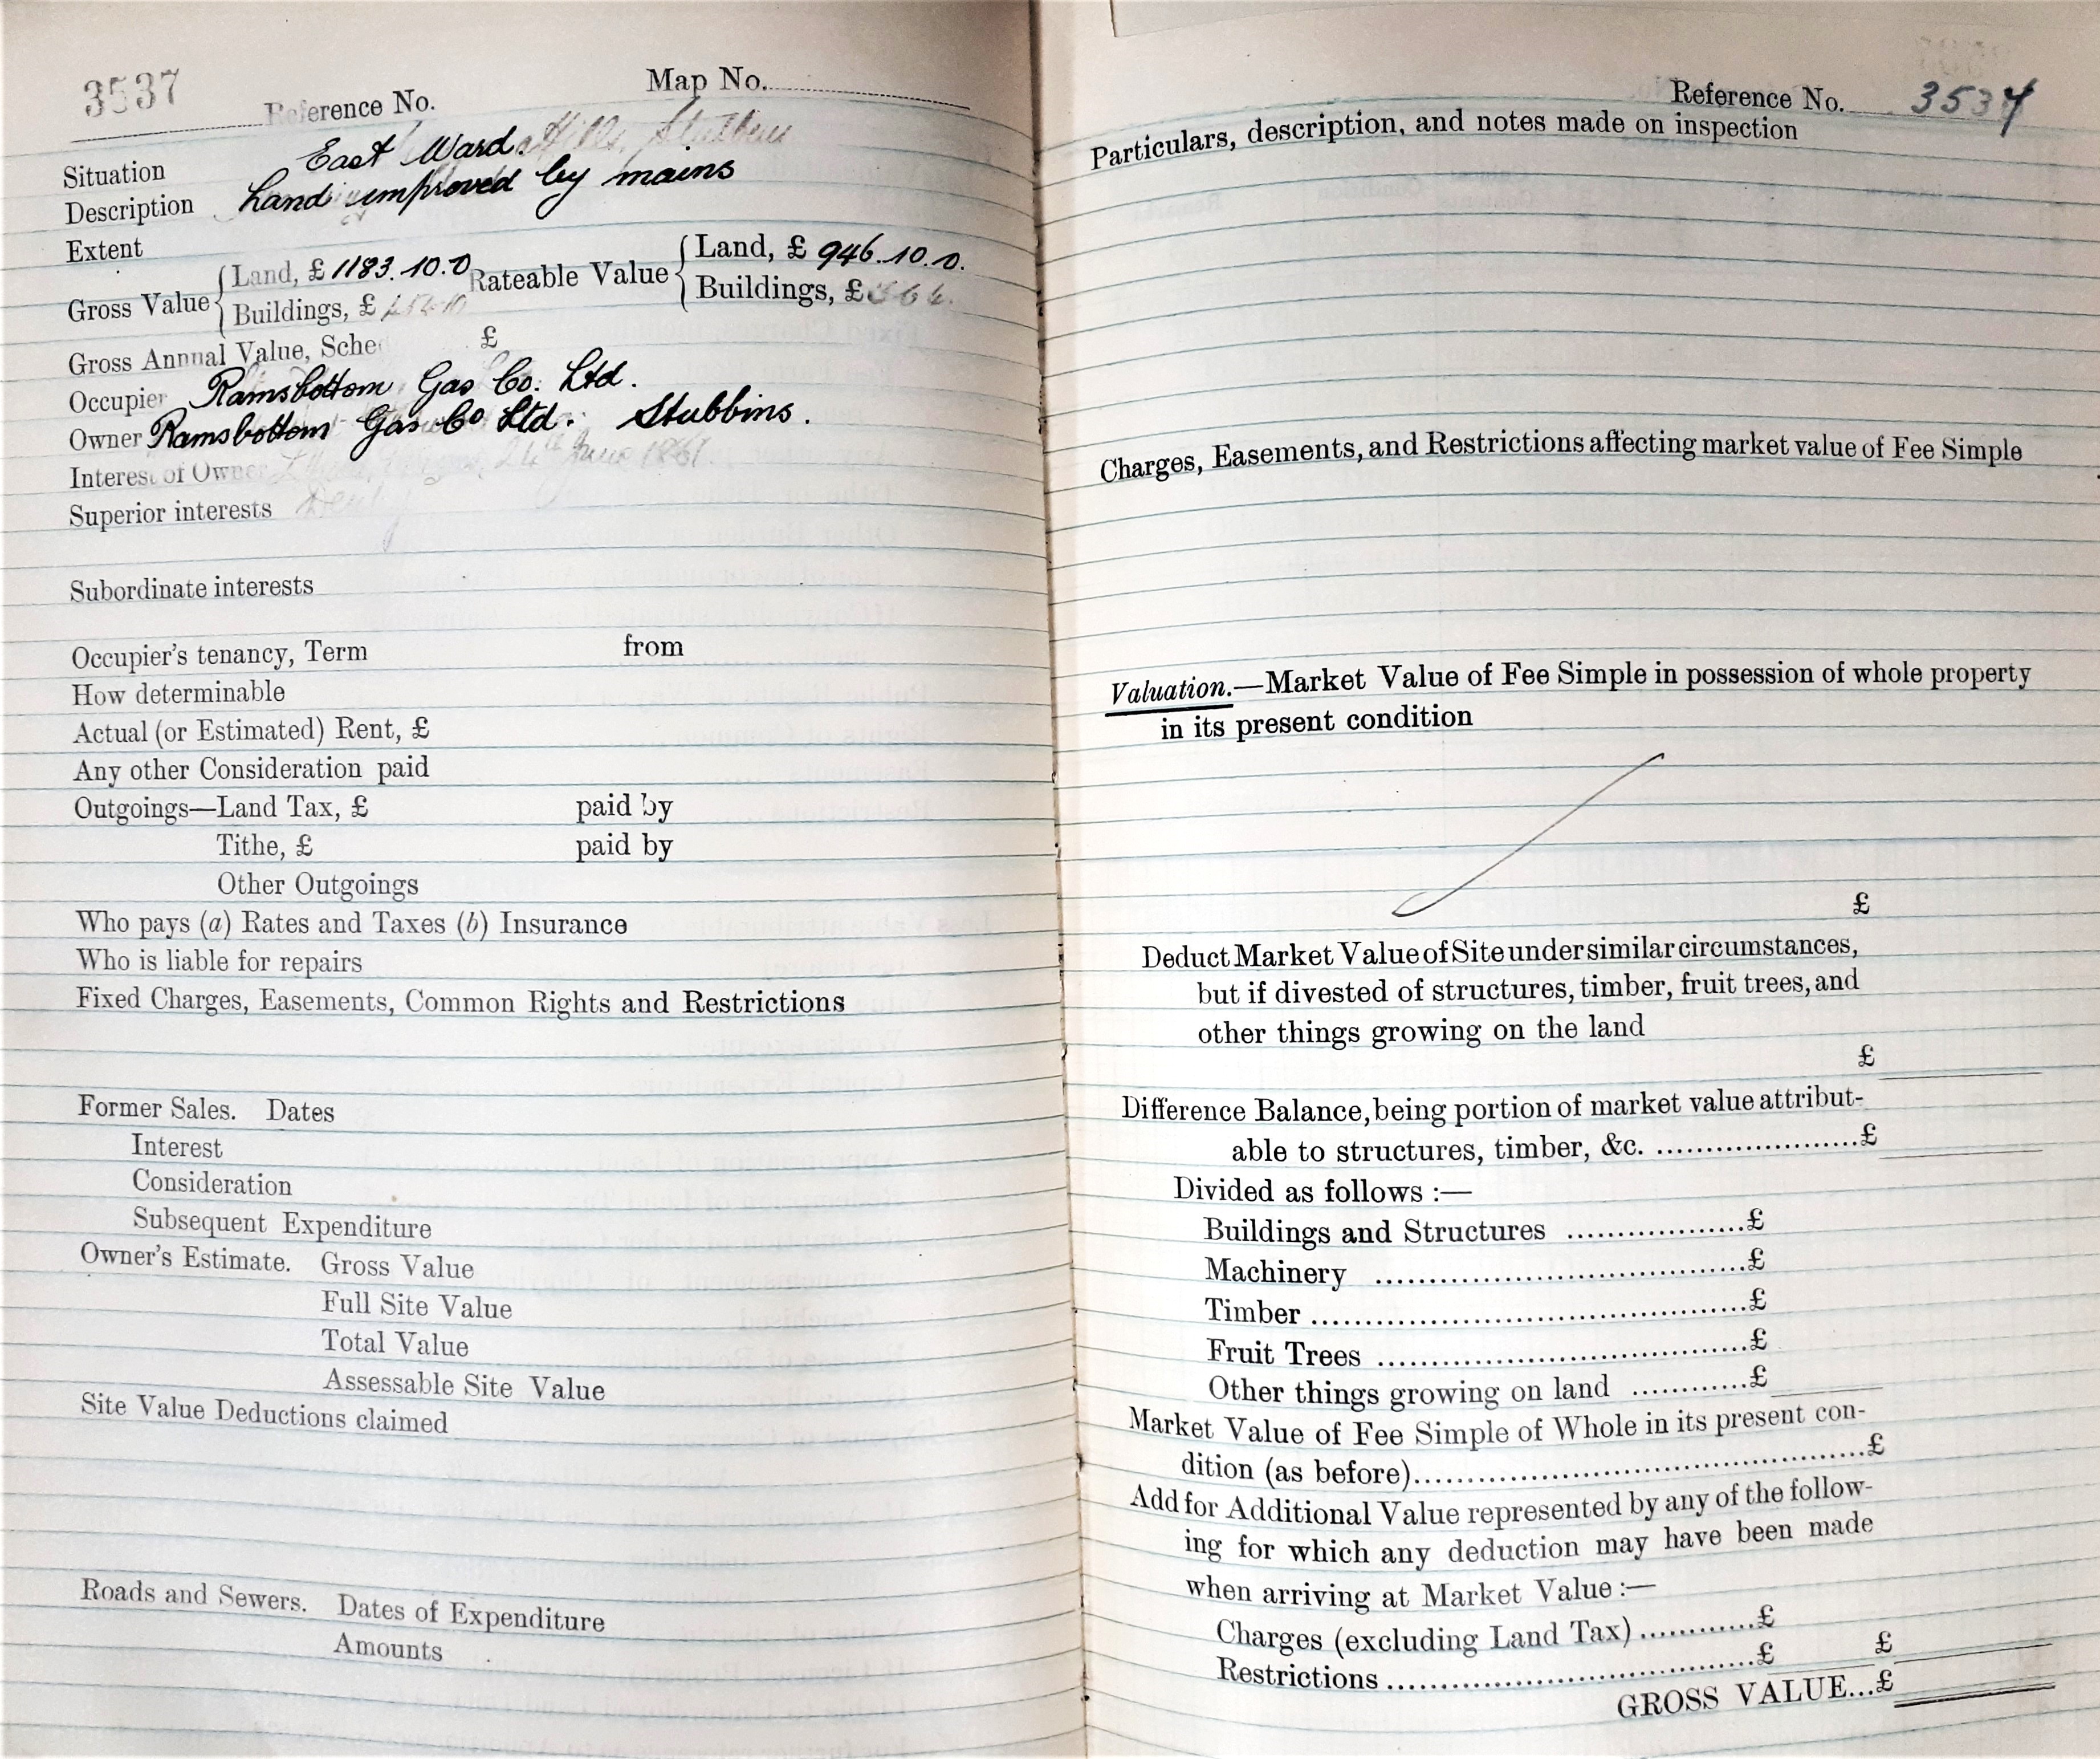 3537 Reference No. Map No.
Situation East Ward. Stubbins
Description Land improved by mains
Extent
Gross Value { Land, £ 1183.10.0 Rateable Value { Land, £ 946.10.0.
Buildings, £ Buildings, £
Gross Annual Value, Sche £
Occupier Ramsbottom Gas Co. Ltd.
Owner Ramsbottom Gas Co Ltd. Stubbins.
Interest of Owner 24th June 1861.
Superior interests
Subordinate interests
Occupier's tenancy, Term from
How determinable
Actual (or Estimated) Rent, £
Any other Consideration paid
Outgoings—Land Tax, £ paid by
Tithe, £ paid by
Other Outgoings
Who pays (a) Rates and Taxes (b) Insurance
Who is liable for repairs
Fixed Charges, Easements, Common Rights and Restrictions
Former Sales. Dates
Interest
Consideration
Subsequent Expenditure
Owner's Estimate. Gross Value
Full Site Value
Total Value
Assessable Site Value
Site Value Deductions claimed
Roads and Sewers. Dates of Expenditure
Amounts
Reference No. 3537
Particulars, description, and notes made on inspection
Charges, Easements, and Restrictions affecting market value of Fee Simple
Valuation.—Market Value of Fee Simple in possession of whole property
in its present condition
£
Deduct Market Value of Site under similar circumstances,
but if divested of structures, timber, fruit trees, and
other things growing on the land
£
Difference Balance, being portion of market value attribut-
able to structures, timber, &c. ......................£
Divided as follows :—
Buildings and Structures ..................£
Machinery .....................................£
Timber ............................................£
Fruit Trees .....................................£
Other things growing on land ............£
Market Value of Fee Simple of Whole in its present con-
dition (as before)..............................................£
Add for Additional Value represented by any of the follow-
ing for which any deduction may have been made
when arriving at Market Value :—
Charges (excluding Land Tax) ............£
Restrictions ......................................£ £
GROSS VALUE...£